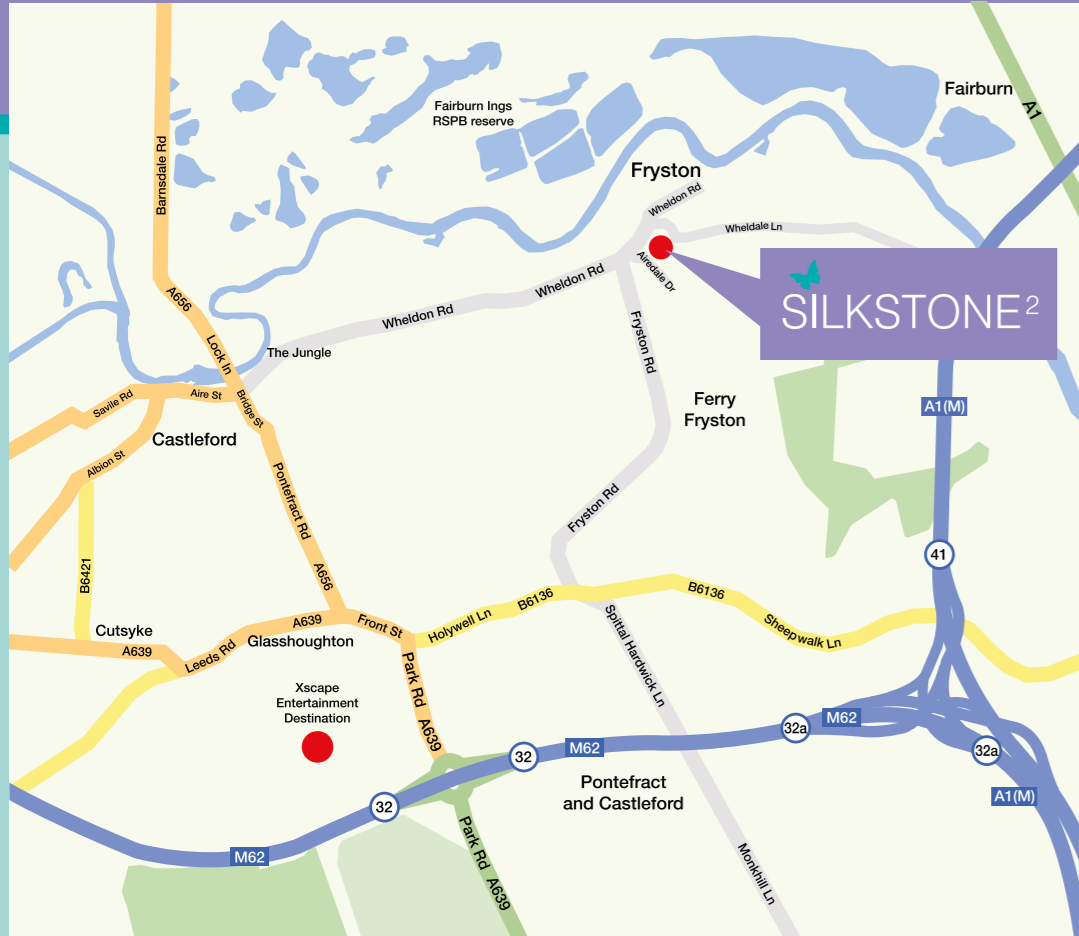 Fairburn
A1
Fairburn Ings
RSPB reserve
Barnsdale Rd
Fryston
Wheldon Rd
Wheldale Ln
Airedale Dr
SILKSTONE2
Wheldon Rd
Wheldon Rd
A656
Lock In
The Jungle
Fryston Rd
Savile Rd
Aire St
Bridge St
Ferry
Fryston
A1(M)
Castleford
Albion St
Pontefract Rd
Fryston Rd
41
B6421
A656
B6136
B6136
Cutsyke
A639
Leeds Rd
A639
Glasshoughton
Front St
Holywell Ln
Sheepwalk Ln
Spittal Hardwick Ln
Xscape
Entertainment
Destination
Park Rd
A639
32a
M62
32
M62
32a
Pontefract
and Castleford
A1(M)
32
M62
Park Rd
A639
Monkhill Ln